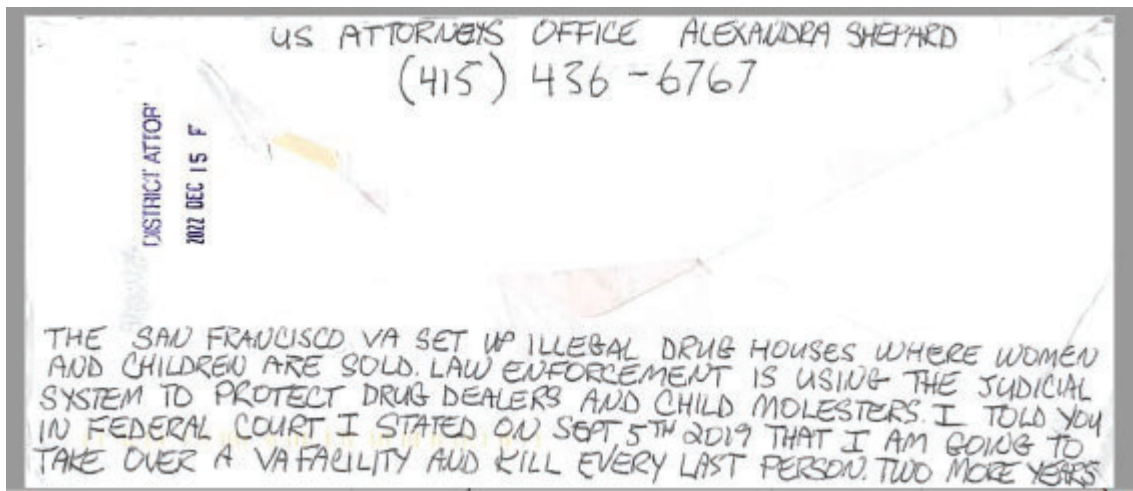 US ATTORNEYS OFFICE ALEXANDRA SHEPARD
(415) 436-6767
DISTRICT ATTOR
2022 DEC 15 F
THE SAN FRANCISCO VA SET UP ILLEGAL DRUG HOUSES WHERE WOMEN
AND CHILDREN ARE SOLD. LAW ENFORCEMENT IS USING THE JUDICIAL
SYSTEM TO PROTECT DRUG DEALERS AND CHILD MOLESTERS. I TOLD YOU
IN FEDERAL COURT I STATED ON SEPT 5TH 2019 THAT I AM GOING TO
TAKE OVER A VA FACILITY AND KILL EVERY LAST PERSON. TWO MORE YEARS